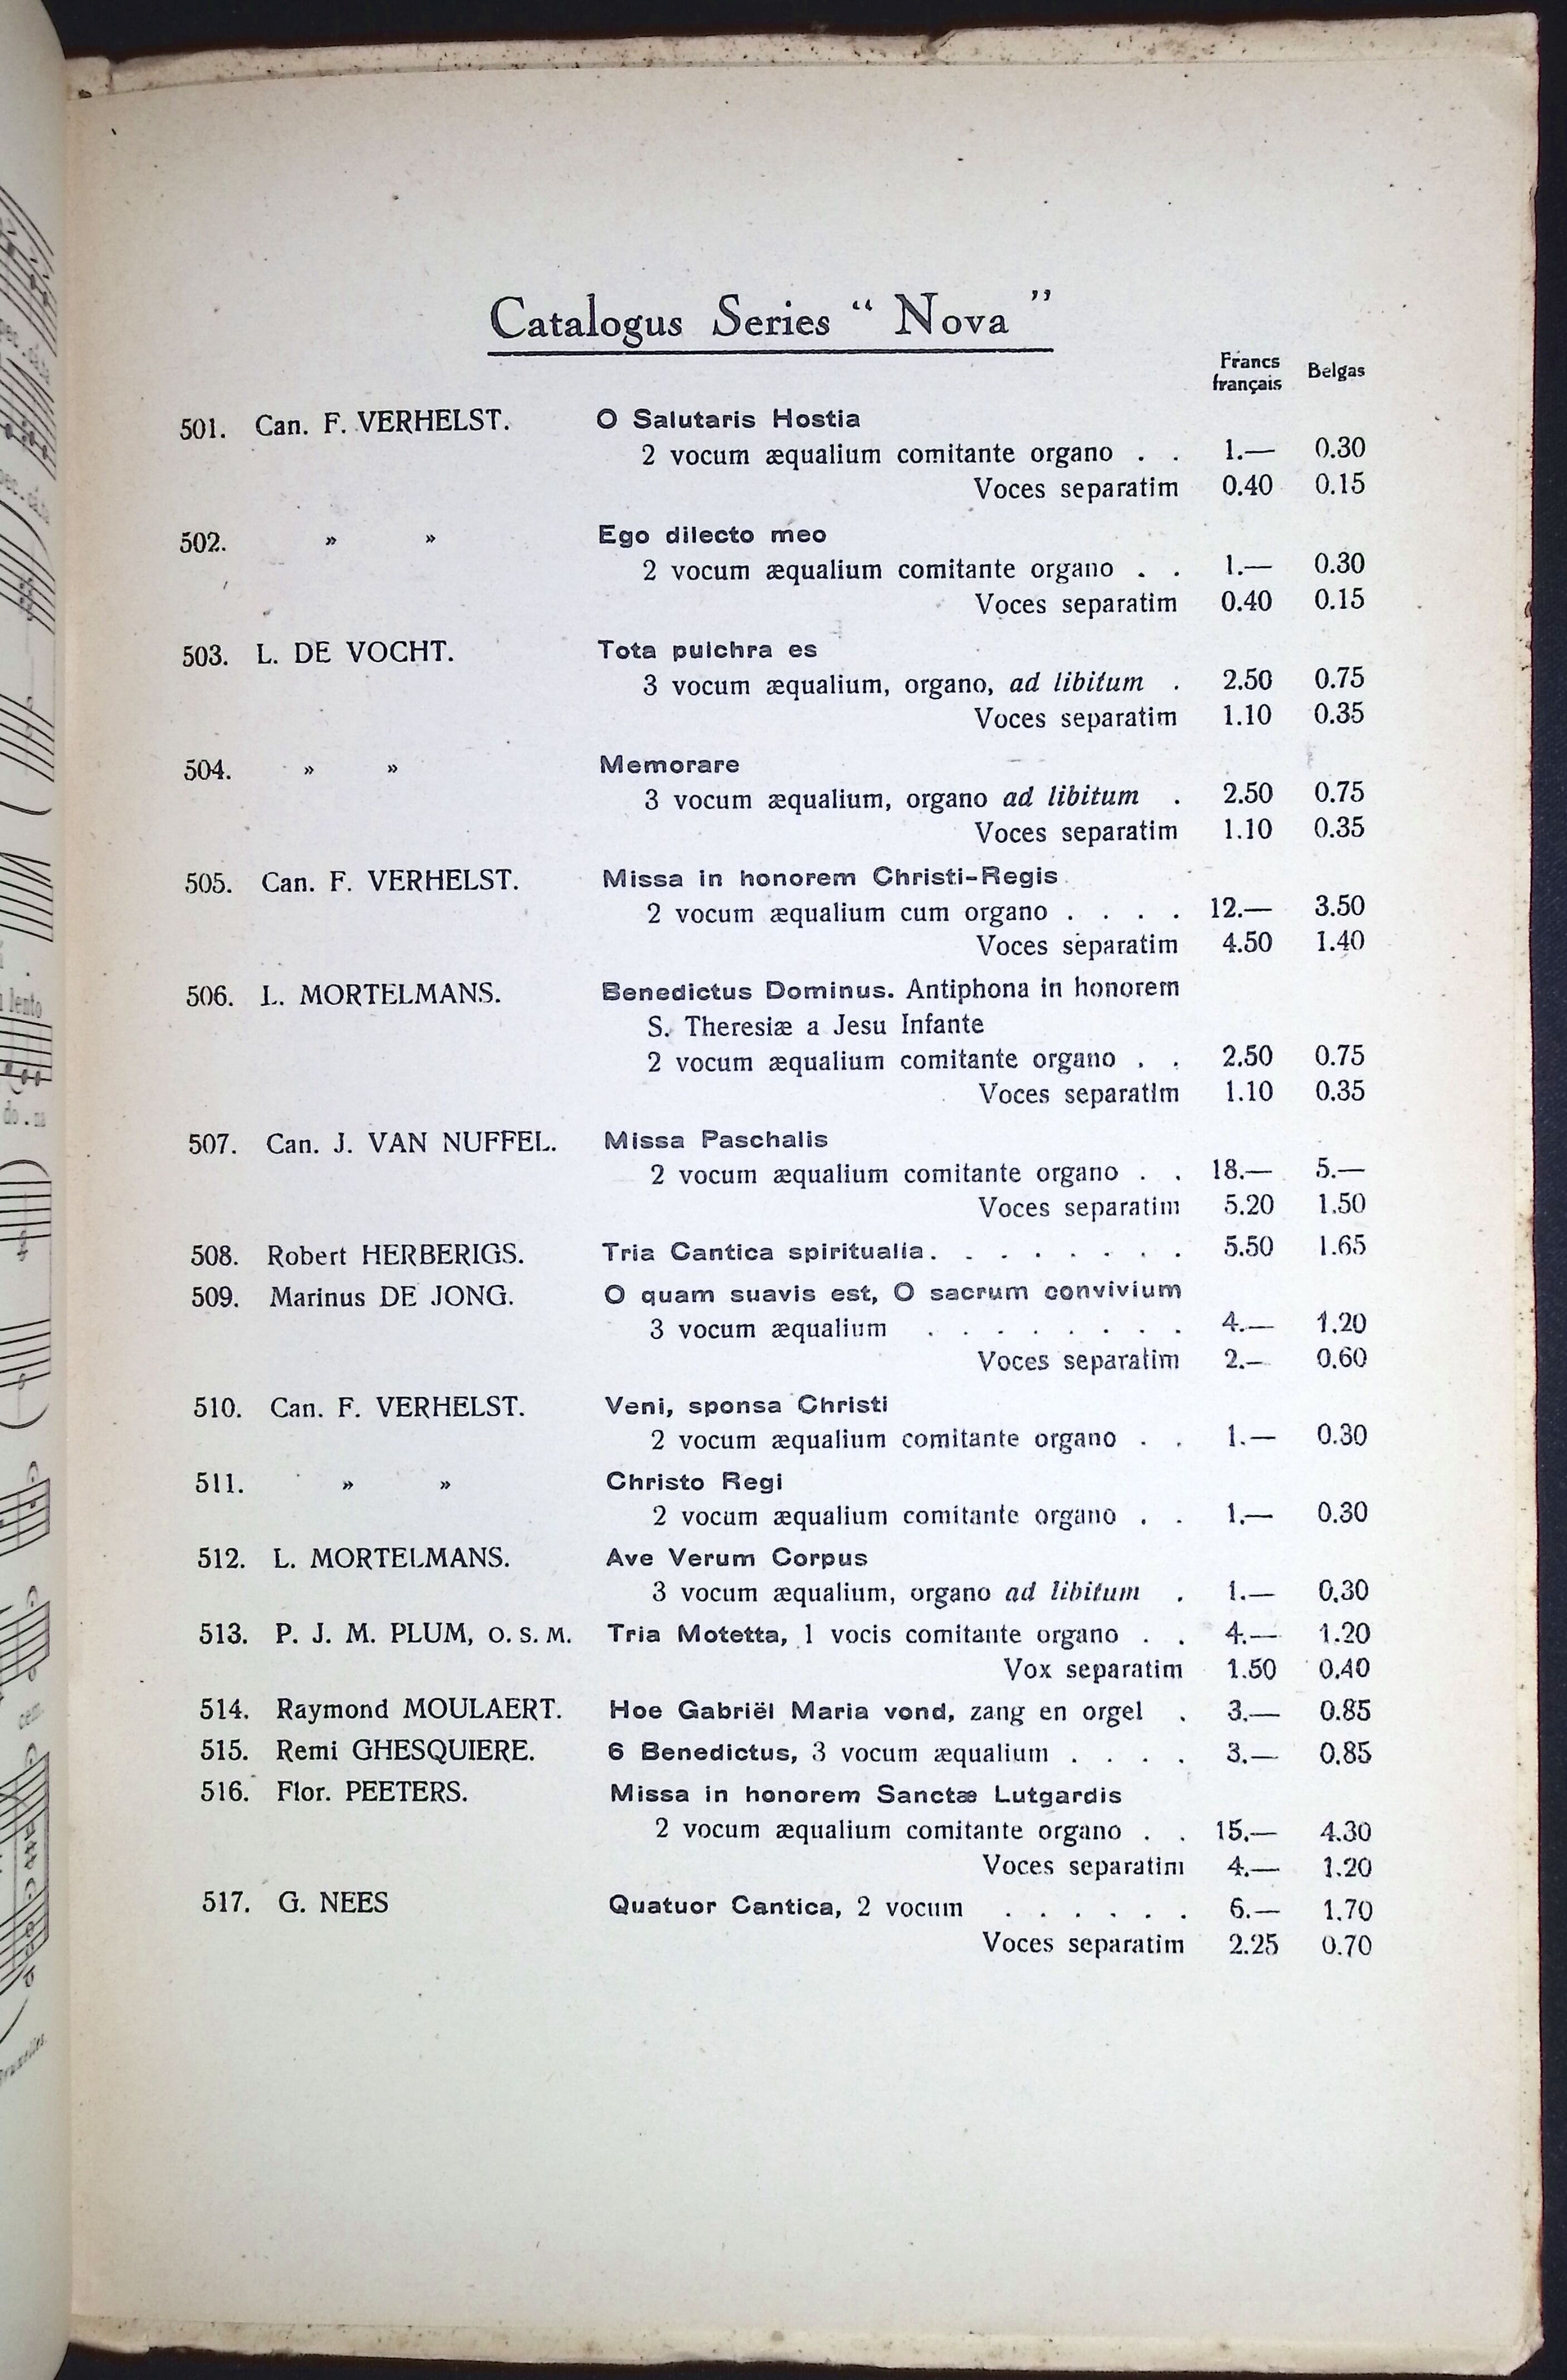 Catalogus Series “ Nova ”
Francs français Belgas
501. Can. F. VERHELST. O Salutaris Hostia
2 vocum æqualium comitante organo . . 1.— 0.30
Voces separatim 0.40 0.15
502. » » Ego dilecto meo
2 vocum æqualium comitante organo . . 1.— 0.30
Voces separatim 0.40 0.15
503. L. DE VOCHT. Tota pulchra es
3 vocum æqualium, organo, ad libitum . 2.50 0.75
Voces separatim 1.10 0.35
504. » » Memorare
3 vocum æqualium, organo ad libitum . 2.50 0.75
Voces separatim 1.10 0.35
505. Can. F. VERHELST. Missa in honorem Christi-Regis
2 vocum æqualium cum organo . . . . 12.— 3.50
Voces separatim 4.50 1.40
506. L. MORTELMANS. Benedictus Dominus. Antiphona in honorem
S. Theresiæ a Jesu Infante
2 vocum æqualium comitante organo . . 2.50 0.75
Voces separatim 1.10 0.35
507. Can. J. VAN NUFFEL. Missa Paschalis
2 vocum æqualium comitante organo . . 18.— 5.—
Voces separatim 5.20 1.50
508. Robert HERBERIGS. Tria Cantica spiritualia . . . . . . . . 5.50 1.65
509. Marinus DE JONG. O quam suavis est, O sacrum convivium
3 vocum æqualium . . . . . . . . 4.— 1.20
Voces separatim 2.— 0.60
510. Can. F. VERHELST. Veni, sponsa Christi
2 vocum æqualium comitante organo . . 1.— 0.30
511. » » Christo Regi
2 vocum æqualium comitante organo . . 1.— 0.30
512. L. MORTELMANS. Ave Verum Corpus
3 vocum æqualium, organo ad libitum . 1.— 0.30
513. P. J. M. PLUM, O. S. M. Tria Motetta, 1 vocis comitante organo . . 4.— 1.20
Vox separatim 1.50 0.40
514. Raymond MOULAERT. Hoe Gabriël Maria vond, zang en orgel . 3.— 0.85
515. Remi GHESQUIERE. 6 Benedictus, 3 vocum æqualium . . . . 3.— 0.85
516. Flor. PEETERS. Missa in honorem Sanctæ Lutgardis
2 vocum æqualium comitante organo . . 15.— 4.30
Voces separatim 4.— 1.20
517. G. NEES Quatuor Cantica, 2 vocum . . . . . . 6.— 1.70
Voces separatim 2.25 0.70